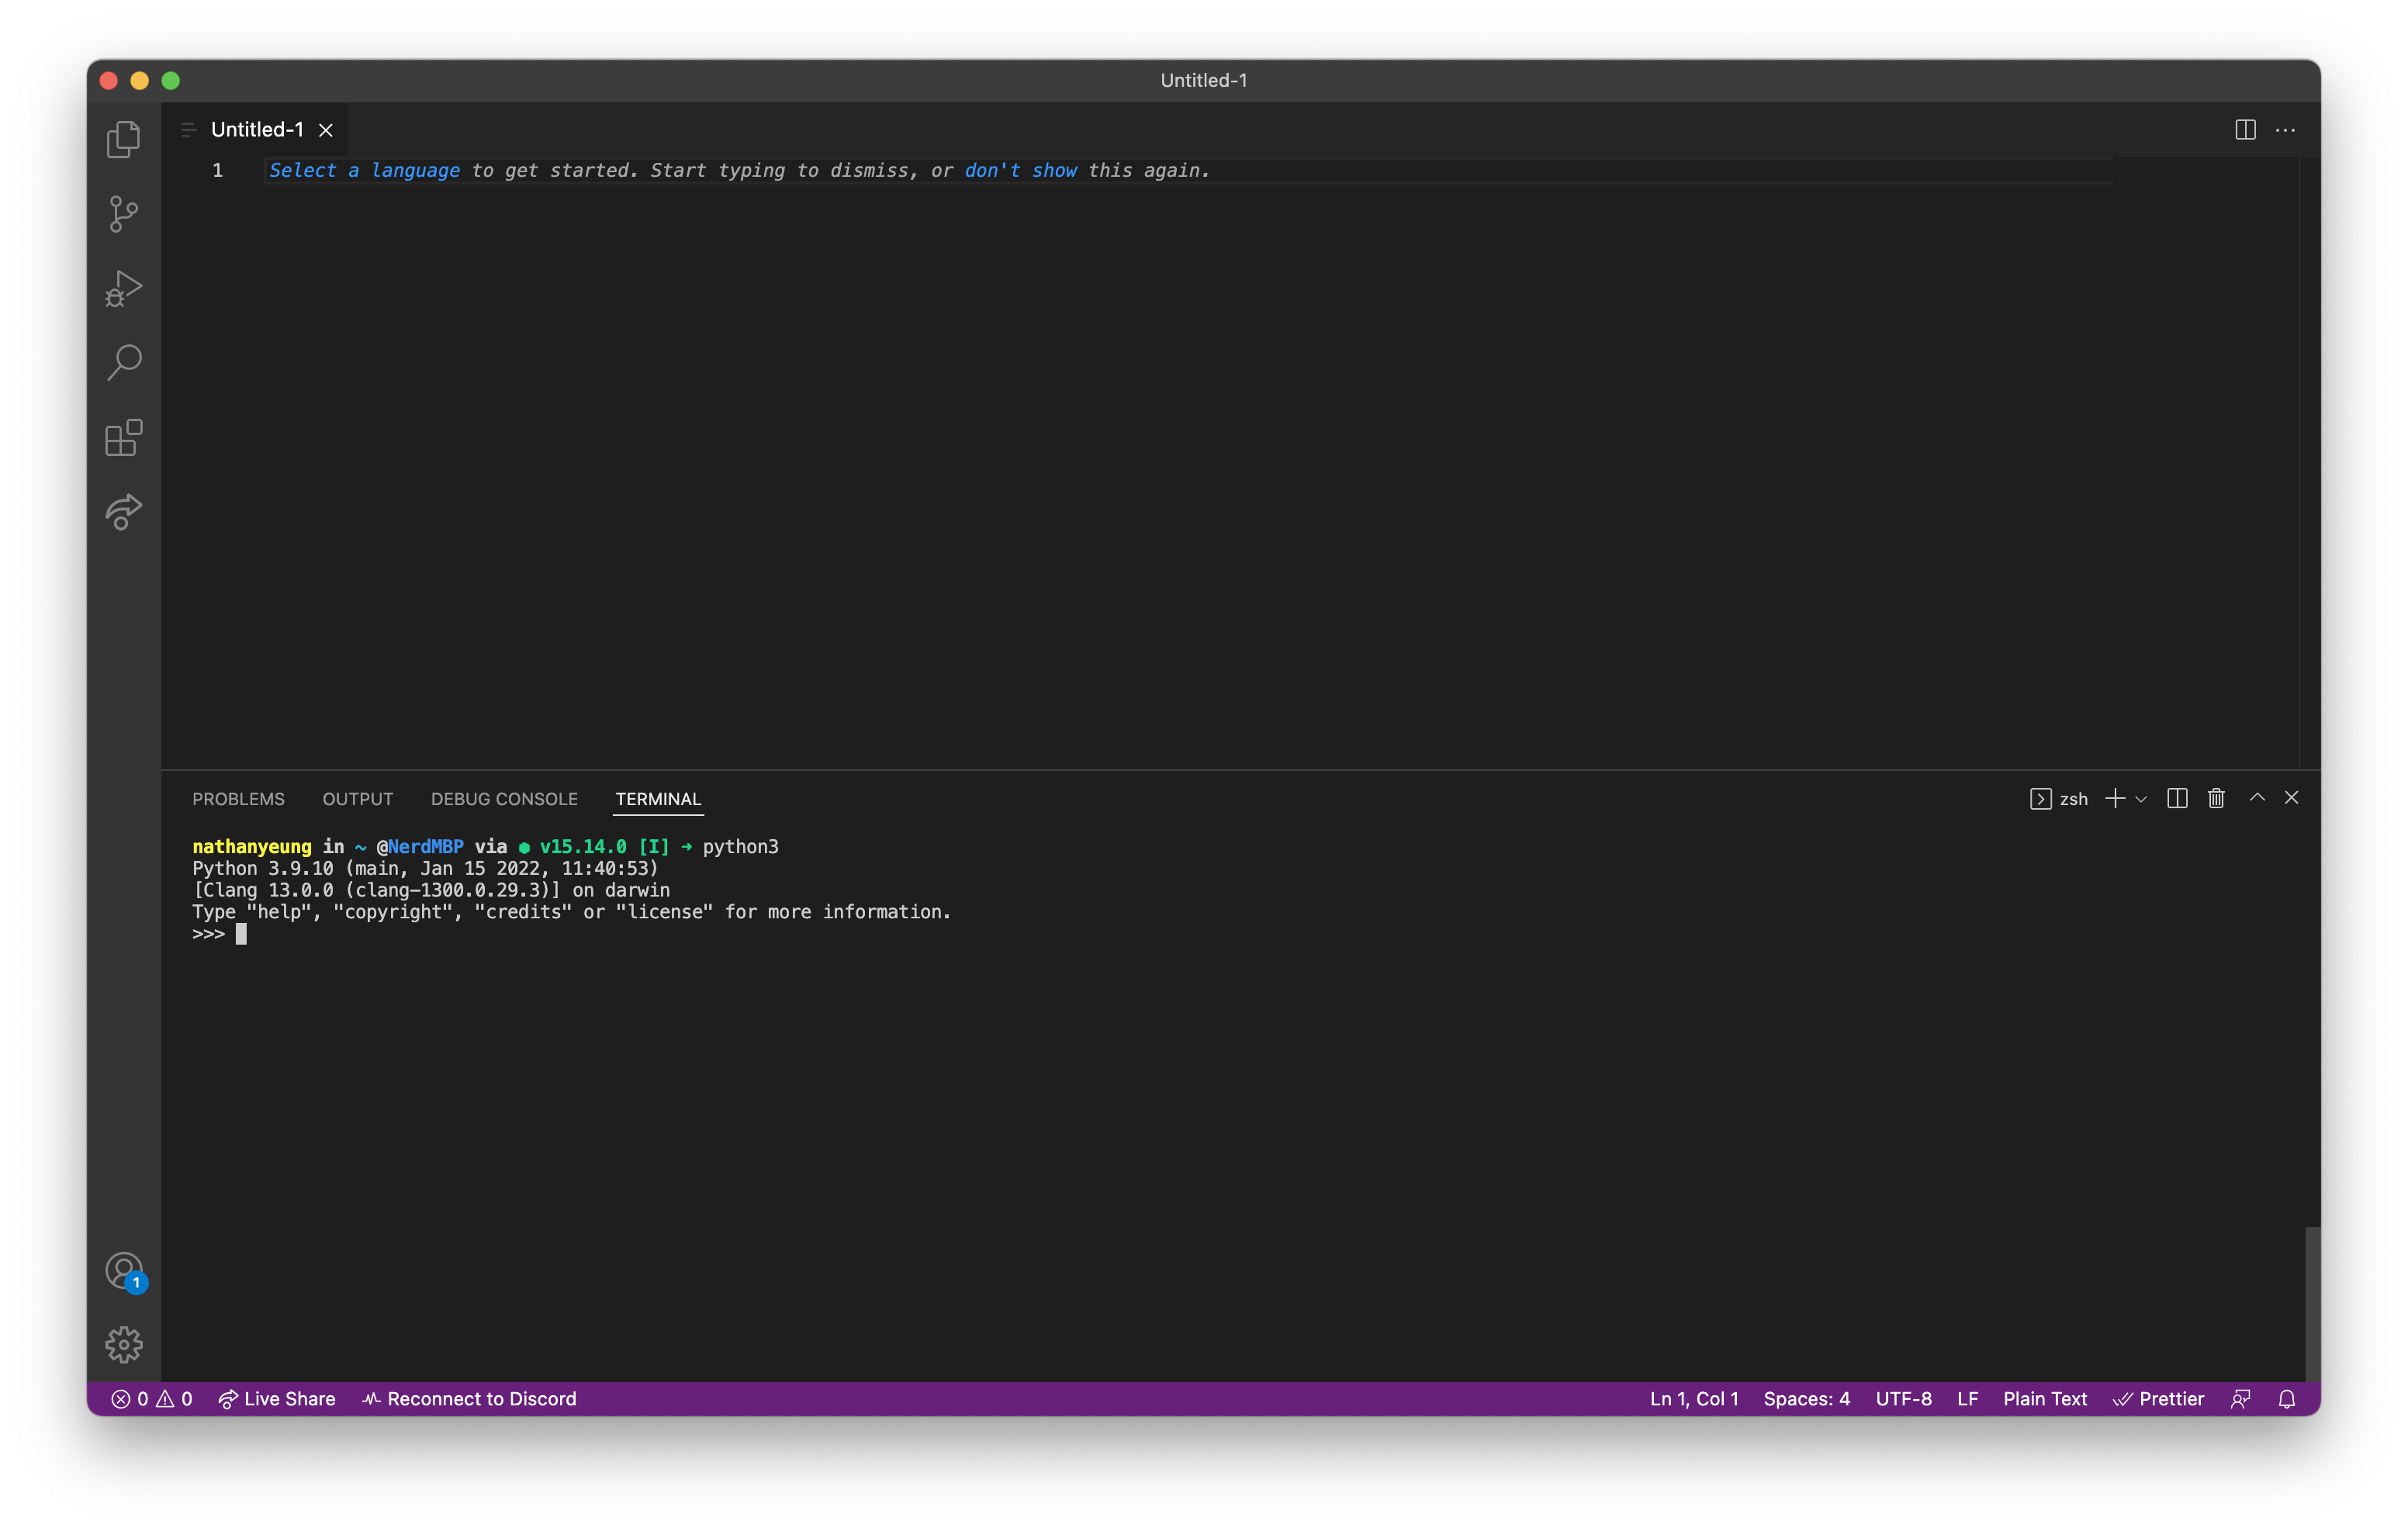 Untitled-1
Untitled-1
1 Select a language to get started. Start typing to dismiss, or don't show this again.
PROBLEMS OUTPUT DEBUG CONSOLE TERMINAL zsh
nathanyeung in ~ @NerdMBP via ⬢ v15.14.0 [I] → python3
Python 3.9.10 (main, Jan 15 2022, 11:40:53)
[Clang 13.0.0 (clang-1300.0.29.3)] on darwin
Type "help", "copyright", "credits" or "license" for more information.
>>>
1
0 0 Live Share Reconnect to Discord Ln 1, Col 1 Spaces: 4 UTF-8 LF Plain Text Prettier